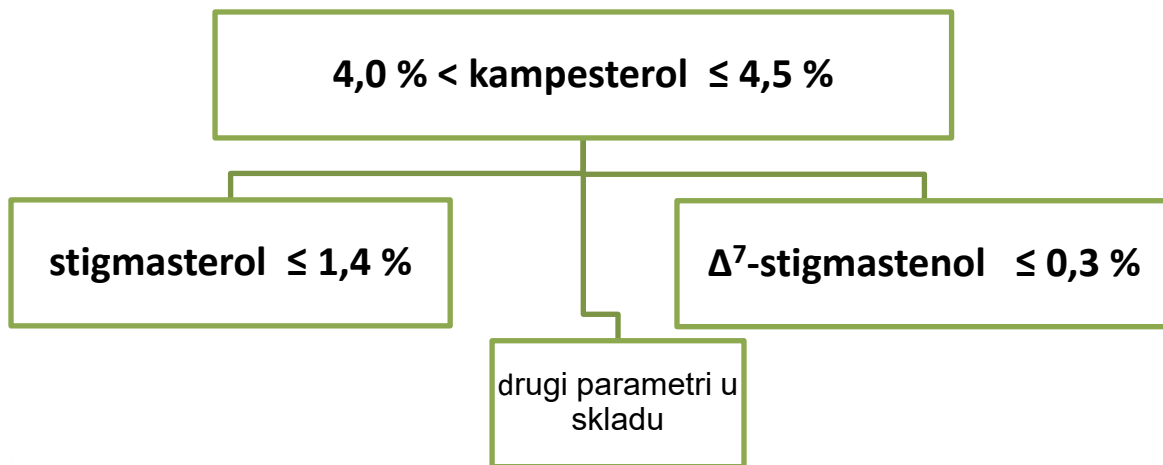 4,0 % < kampesterol ≤ 4,5 %
stigmasterol ≤ 1,4 %
Δ⁷-stigmastenol ≤ 0,3 %
drugi parametri u
skladu